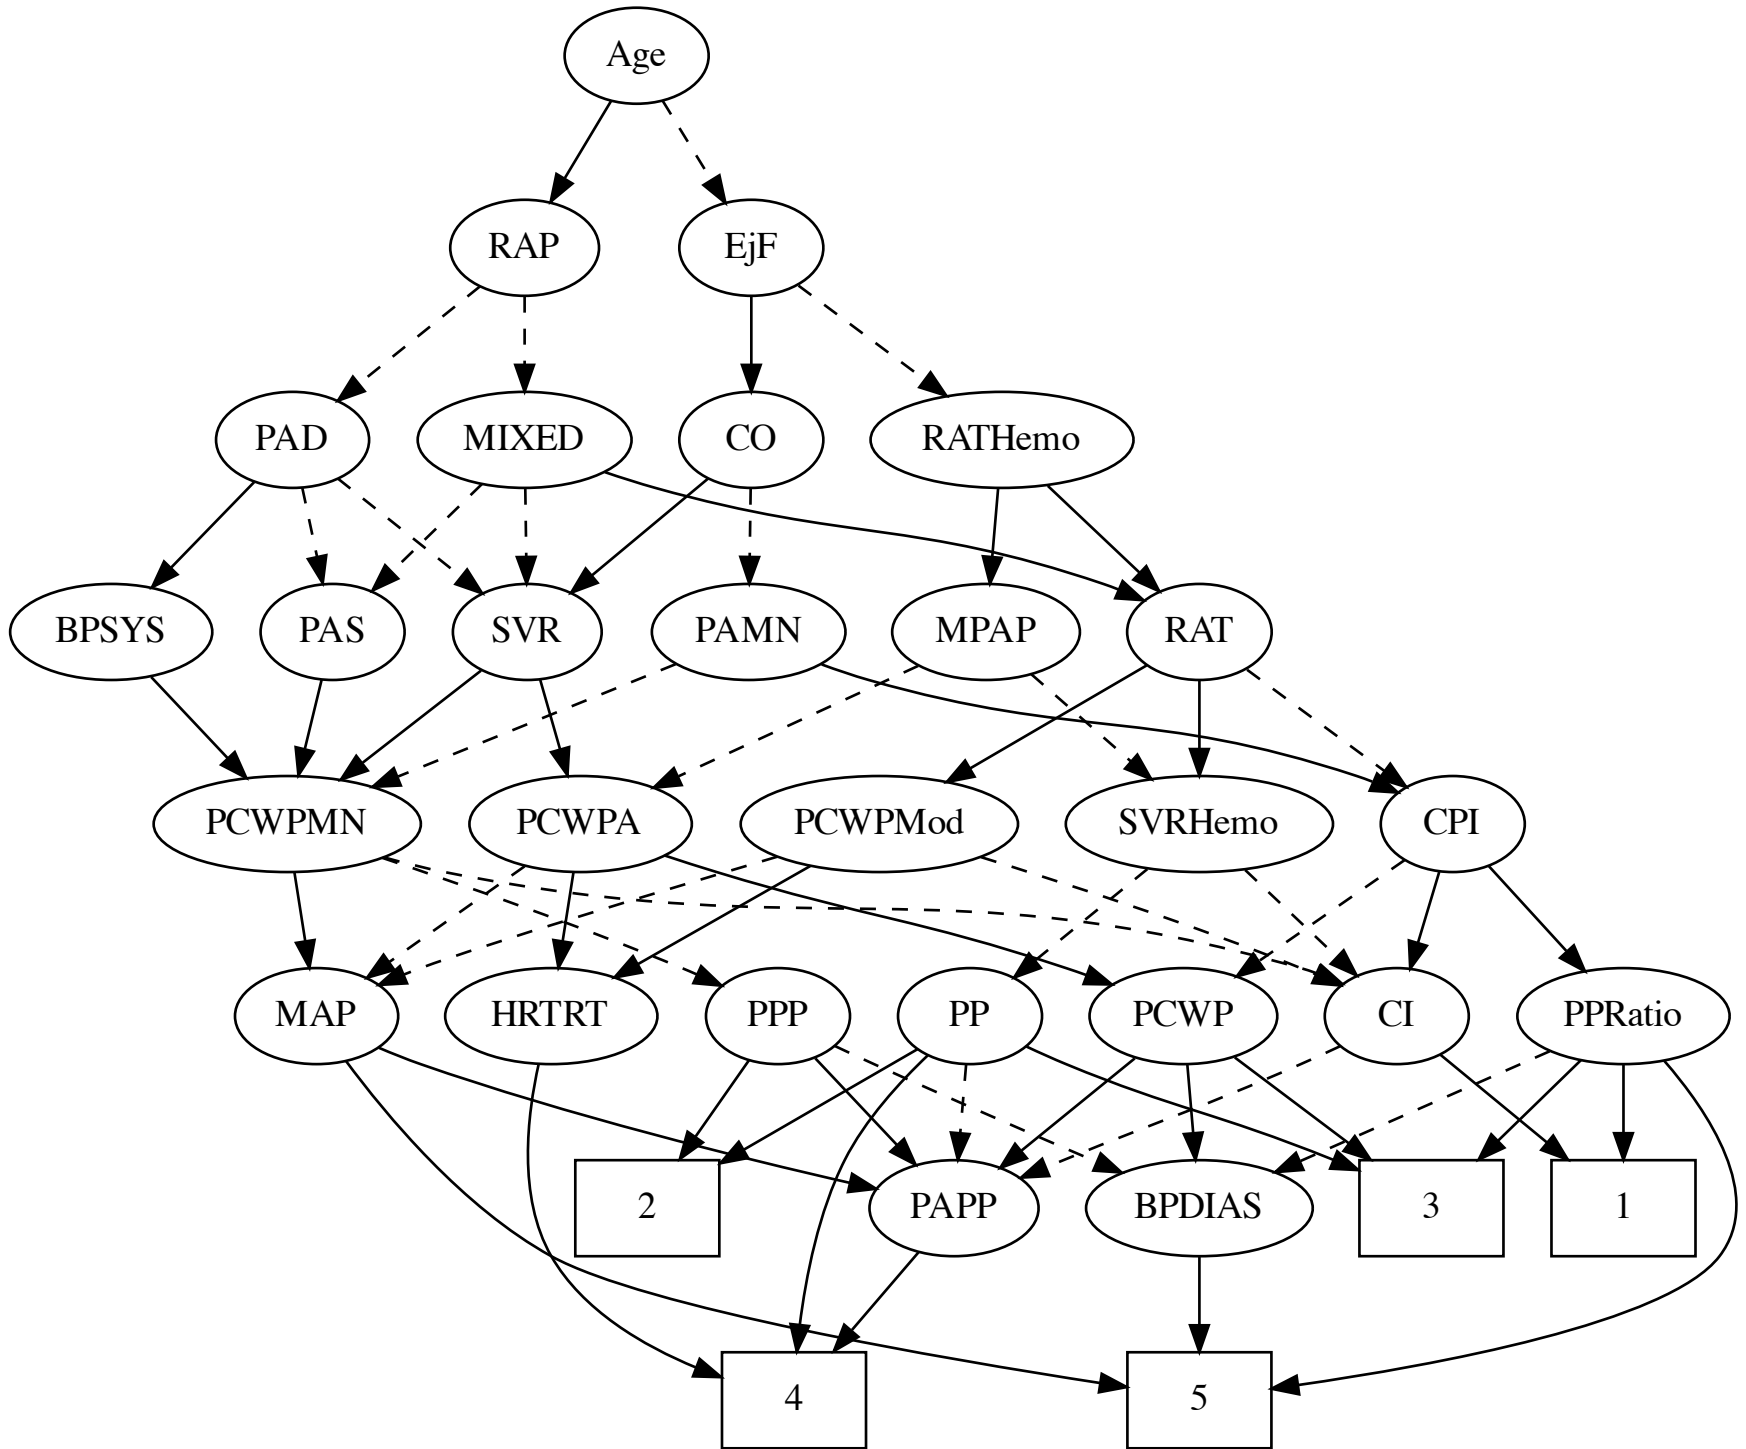 Age
RAP
EjF
PAD
MIXED
CO
RATHemo
BPSYS
PAS
SVR
PAMN
MPAP
RAT
PCWPMN
PCWPA
PCWPMod
SVRHemo
CPI
MAP
HRTRT
PPP
PP
PCWP
CI
PPRatio
2
PAPP
BPDIAS
3
1
4
5